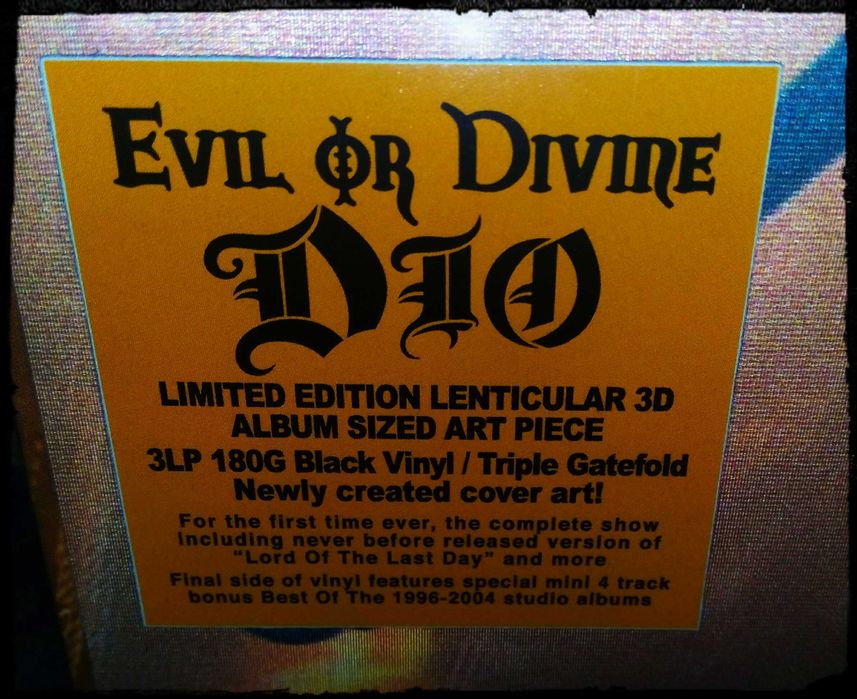 EVIL OR DIVINE
DIO
LIMITED EDITION LENTICULAR 3D
ALBUM SIZED ART PIECE
3LP 180G Black Vinyl / Triple Gatefold
Newly created cover art!
For the first time ever, the complete show
including never before released version of
“Lord Of The Last Day” and more
Final side of vinyl features special mini 4 track
bonus Best Of The 1996-2004 studio albums